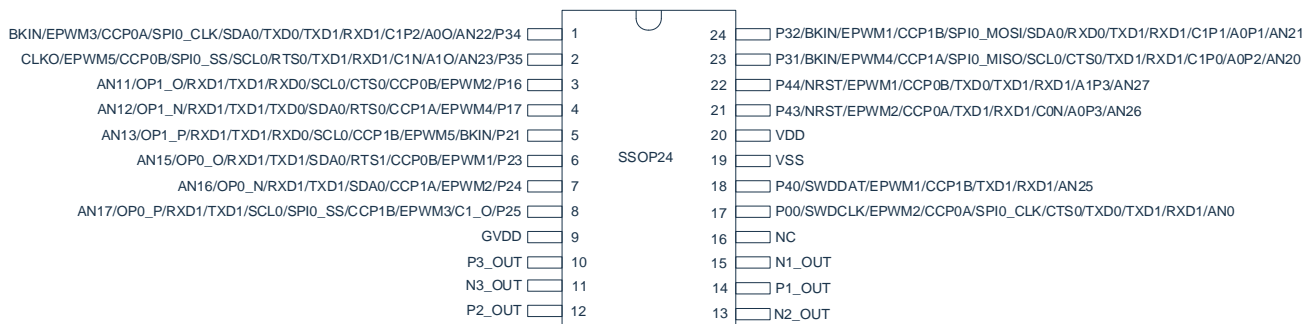 BKIN/EPWM3/CCP0A/SPI0_CLK/SDA0/TXD0/TXD1/RXD1/C1P2/A0O/AN22/P34 1
CLKO/EPWM5/CCP0B/SPI0_SS/SCL0/RTS0/TXD1/RXD1/C1N/A1O/AN23/P35 2
AN11/OP1_O/RXD1/TXD1/RXD0/SCL0/CTS0/CCP0B/EPWM2/P16 3
AN12/OP1_N/RXD1/TXD1/TXD0/SDA0/RTS0/CCP1A/EPWM4/P17 4
AN13/OP1_P/RXD1/TXD1/RXD0/SCL0/CCP1B/EPWM5/BKIN/P21 5
AN15/OP0_O/RXD1/TXD1/SDA0/RTS1/CCP0B/EPWM1/P23 6
AN16/OP0_N/RXD1/TXD1/SDA0/CCP1A/EPWM2/P24 7
AN17/OP0_P/RXD1/TXD1/SCL0/SPI0_SS/CCP1B/EPWM3/C1_O/P25 8
GVDD 9
P3_OUT 10
N3_OUT 11
P2_OUT 12
SSOP24
24 P32/BKIN/EPWM1/CCP1B/SPI0_MOSI/SDA0/RXD0/TXD1/RXD1/C1P1/A0P1/AN21
23 P31/BKIN/EPWM4/CCP1A/SPI0_MISO/SCL0/CTS0/TXD1/RXD1/C1P0/A0P2/AN20
22 P44/NRST/EPWM1/CCP0B/TXD0/TXD1/RXD1/A1P3/AN27
21 P43/NRST/EPWM2/CCP0A/TXD1/RXD1/C0N/A0P3/AN26
20 VDD
19 VSS
18 P40/SWDDAT/EPWM1/CCP1B/TXD1/RXD1/AN25
17 P00/SWDCLK/EPWM2/CCP0A/SPI0_CLK/CTS0/TXD0/TXD1/RXD1/AN0
16 NC
15 N1_OUT
14 P1_OUT
13 N2_OUT